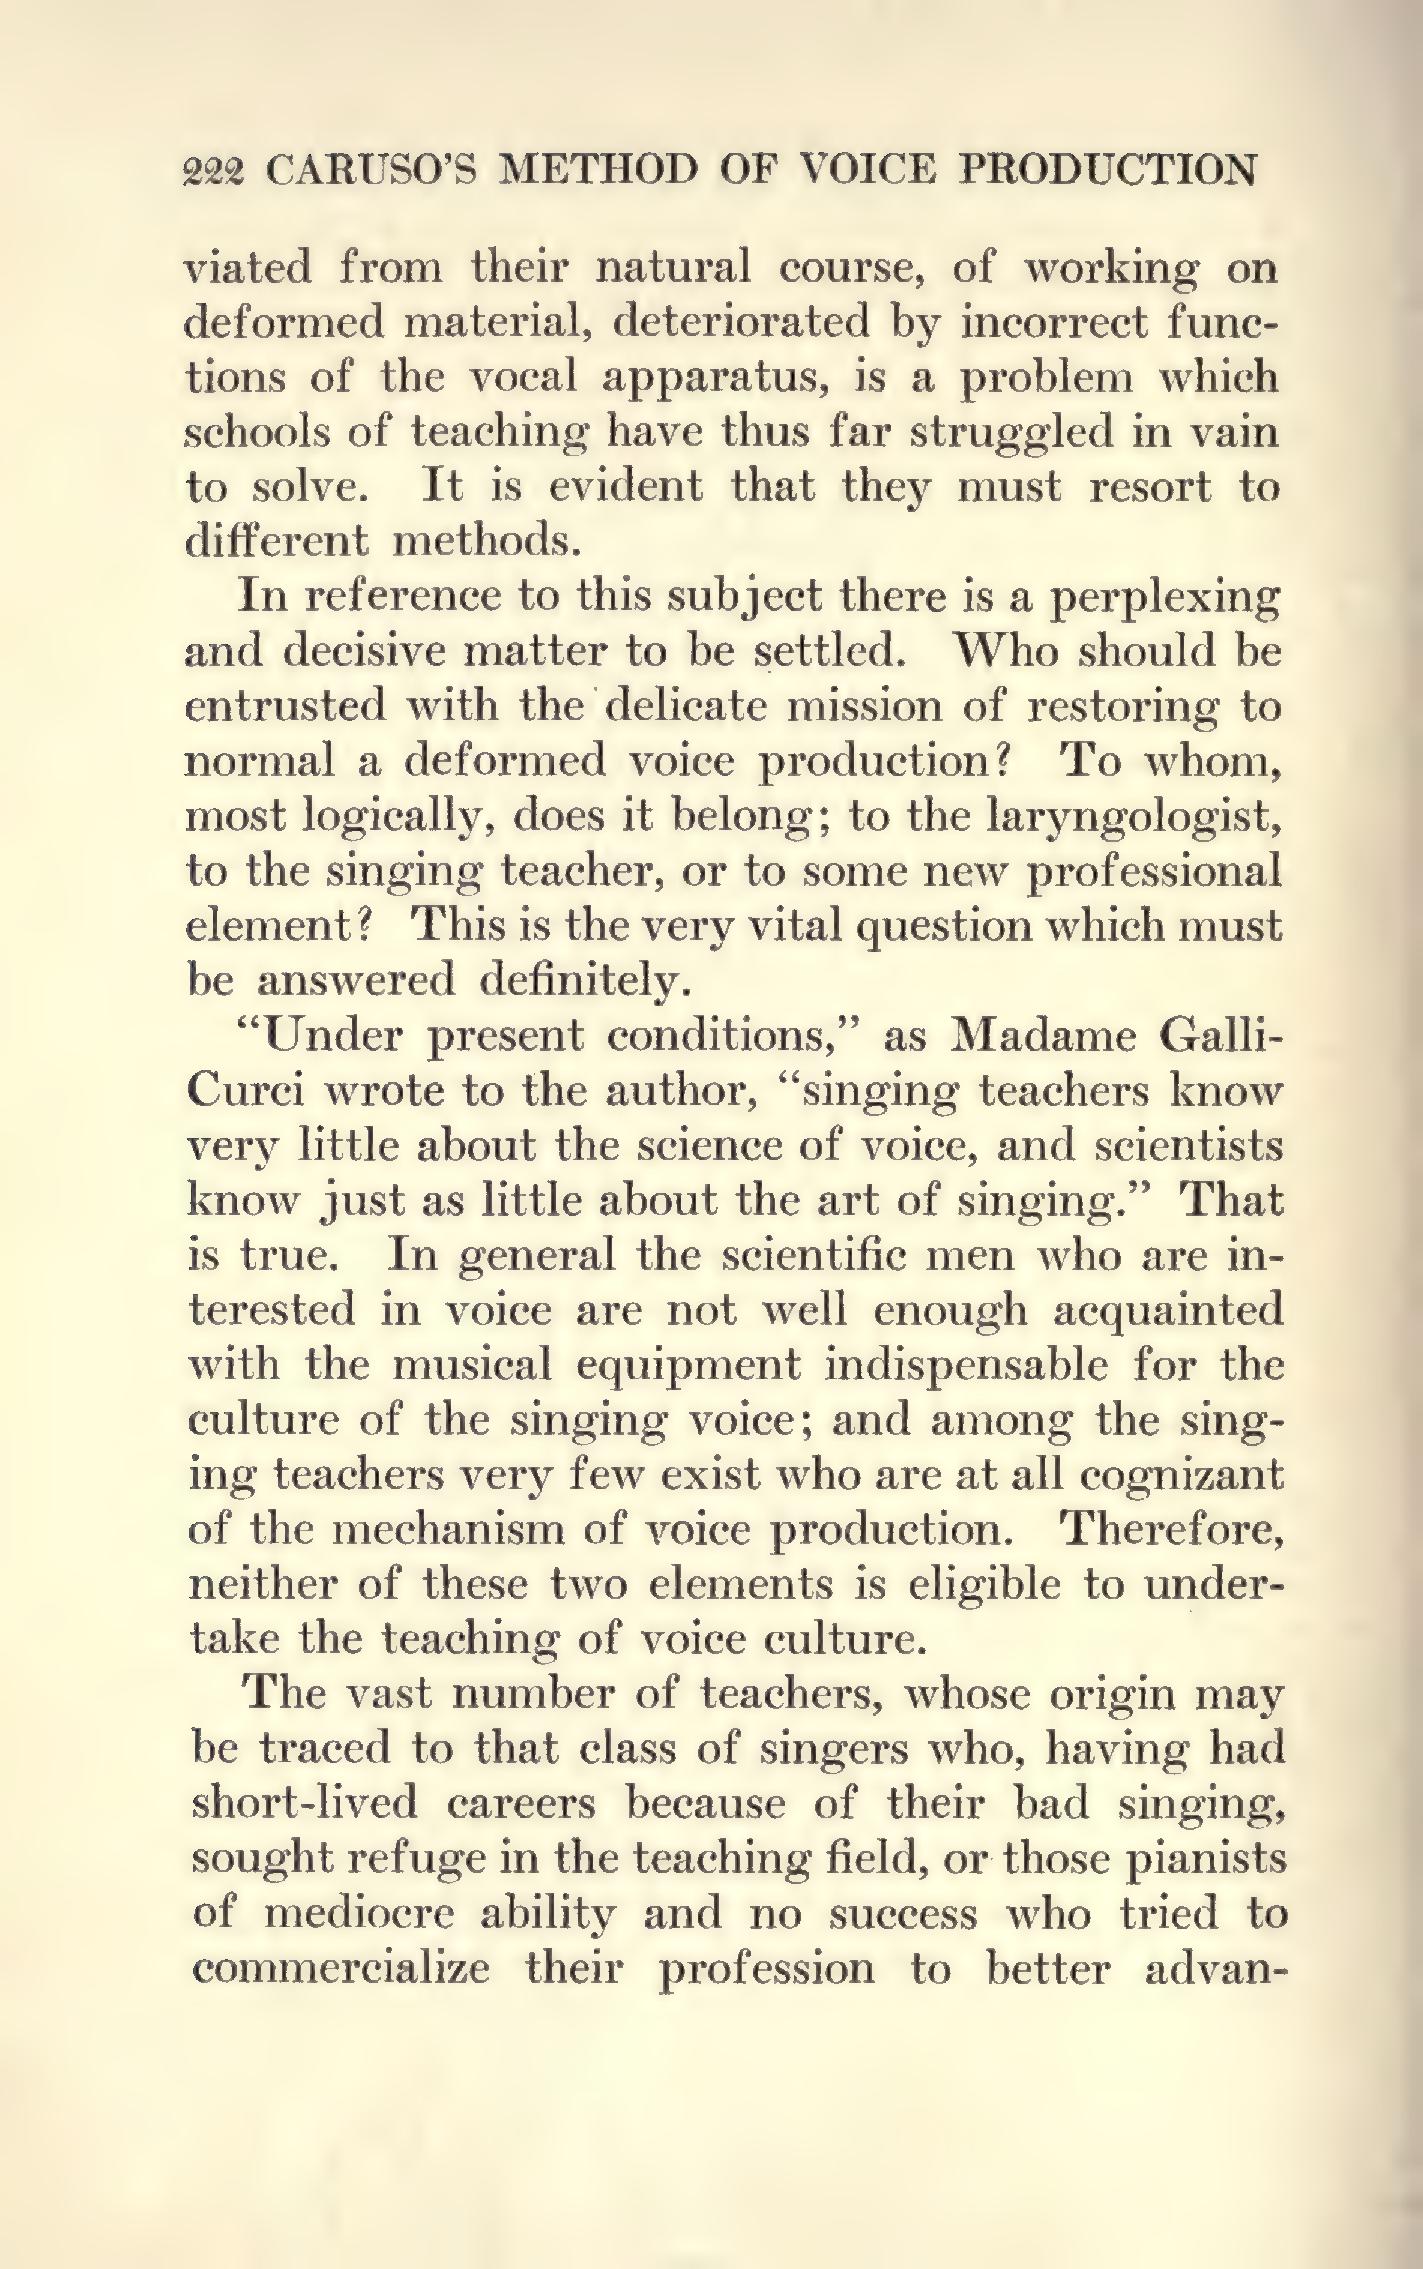 222 CARUSO'S METHOD OF VOICE PRODUCTION
viated from their natural course, of working on
deformed material, deteriorated by incorrect func-
tions of the vocal apparatus, is a problem which
schools of teaching have thus far struggled in vain
to solve. It is evident that they must resort to
different methods.
In reference to this subject there is a perplexing
and decisive matter to be settled. Who should be
entrusted with the delicate mission of restoring to
normal a deformed voice production? To whom,
most logically, does it belong; to the laryngologist,
to the singing teacher, or to some new professional
element? This is the very vital question which must
be answered definitely.
“Under present conditions,” as Madame Galli-
Curci wrote to the author, “singing teachers know
very little about the science of voice, and scientists
know just as little about the art of singing.” That
is true. In general the scientific men who are in-
terested in voice are not well enough acquainted
with the musical equipment indispensable for the
culture of the singing voice; and among the sing-
ing teachers very few exist who are at all cognizant
of the mechanism of voice production. Therefore,
neither of these two elements is eligible to under-
take the teaching of voice culture.
The vast number of teachers, whose origin may
be traced to that class of singers who, having had
short-lived careers because of their bad singing,
sought refuge in the teaching field, or those pianists
of mediocre ability and no success who tried to
commercialize their profession to better advan-